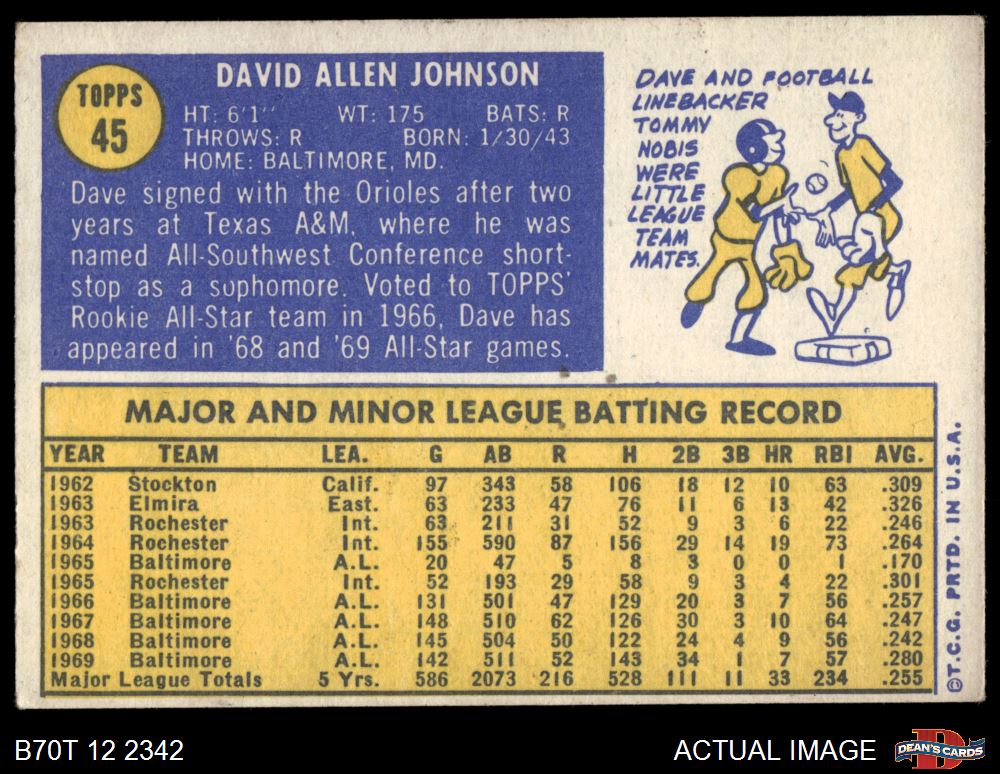 TOPPS
45
DAVID ALLEN JOHNSON
HT: 6'1" WT: 175 BATS: R
THROWS: R BORN: 1/30/43
HOME: BALTIMORE, MD.
Dave signed with the Orioles after two
years at Texas A&M, where he was
named All-Southwest Conference short-
stop as a sophomore. Voted to TOPPS'
Rookie All-Star team in 1966, Dave has
appeared in '68 and '69 All-Star games.
DAVE AND FOOTBALL
LINEBACKER
TOMMY
NOBIS
WERE
LITTLE
LEAGUE
TEAM
MATES.
MAJOR AND MINOR LEAGUE BATTING RECORD
YEAR TEAM LEA. G AB R H 2B 3B HR RBI AVG.
1962 Stockton Calif. 97 343 58 106 18 12 10 63 .309
1963 Elmira East. 63 233 47 76 11 6 13 42 .326
1963 Rochester Int. 63 211 31 52 9 3 6 22 .246
1964 Rochester Int. 155 590 87 156 29 14 19 73 .264
1965 Baltimore A.L. 20 47 5 8 3 0 0 1 .170
1965 Rochester Int. 52 193 29 58 9 3 4 22 .301
1966 Baltimore A.L. 131 501 47 129 20 3 7 56 .257
1967 Baltimore A.L. 148 510 62 126 30 3 10 64 .247
1968 Baltimore A.L. 145 504 50 122 24 4 9 56 .242
1969 Baltimore A.L. 142 511 52 143 34 1 7 57 .280
Major League Totals 5 Yrs. 586 2073 216 528 111 11 33 234 .255
©T.C.G. PRTD. IN U.S.A.
B70T 12 2342
ACTUAL IMAGE
DEAN'S CARDS